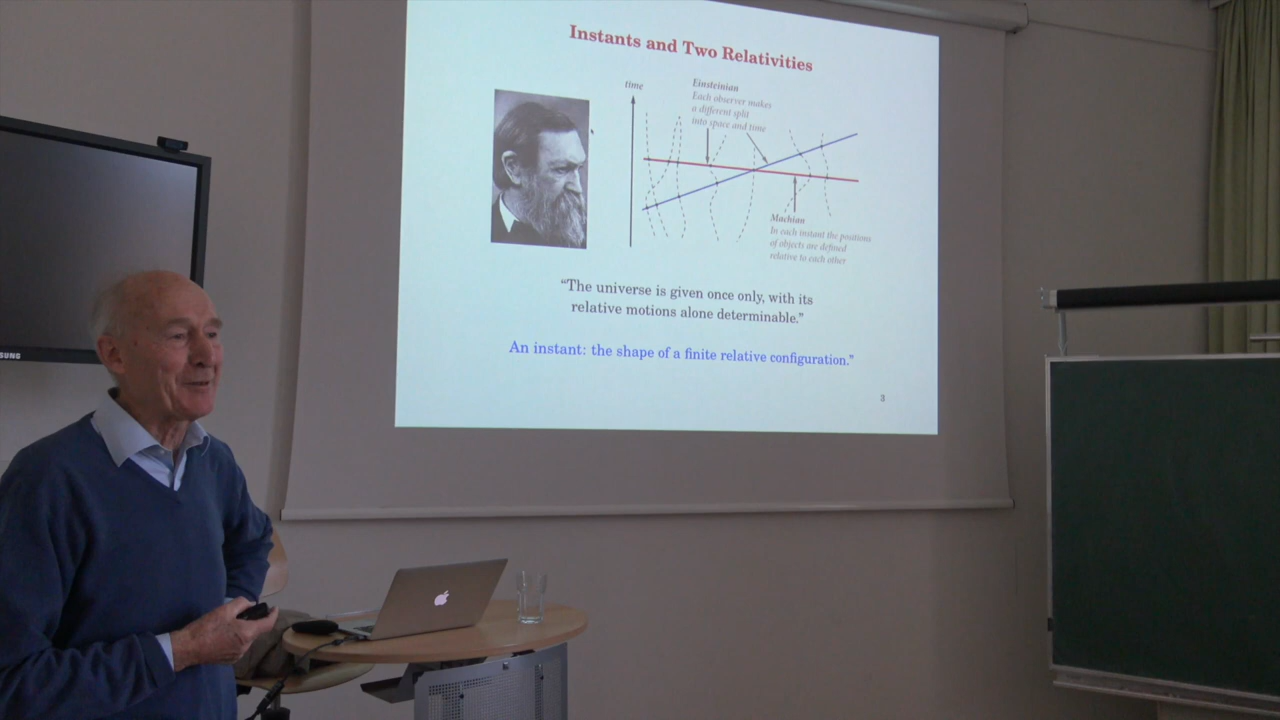 Instants and Two Relativities
time
Einsteinian
Each observer makes
a different split
into space and time
Machian
In each instant the positions
of objects are defined
relative to each other
“The universe is given once only, with its
relative motions alone determinable.”
An instant: the shape of a finite relative configuration.”
3
SUNG